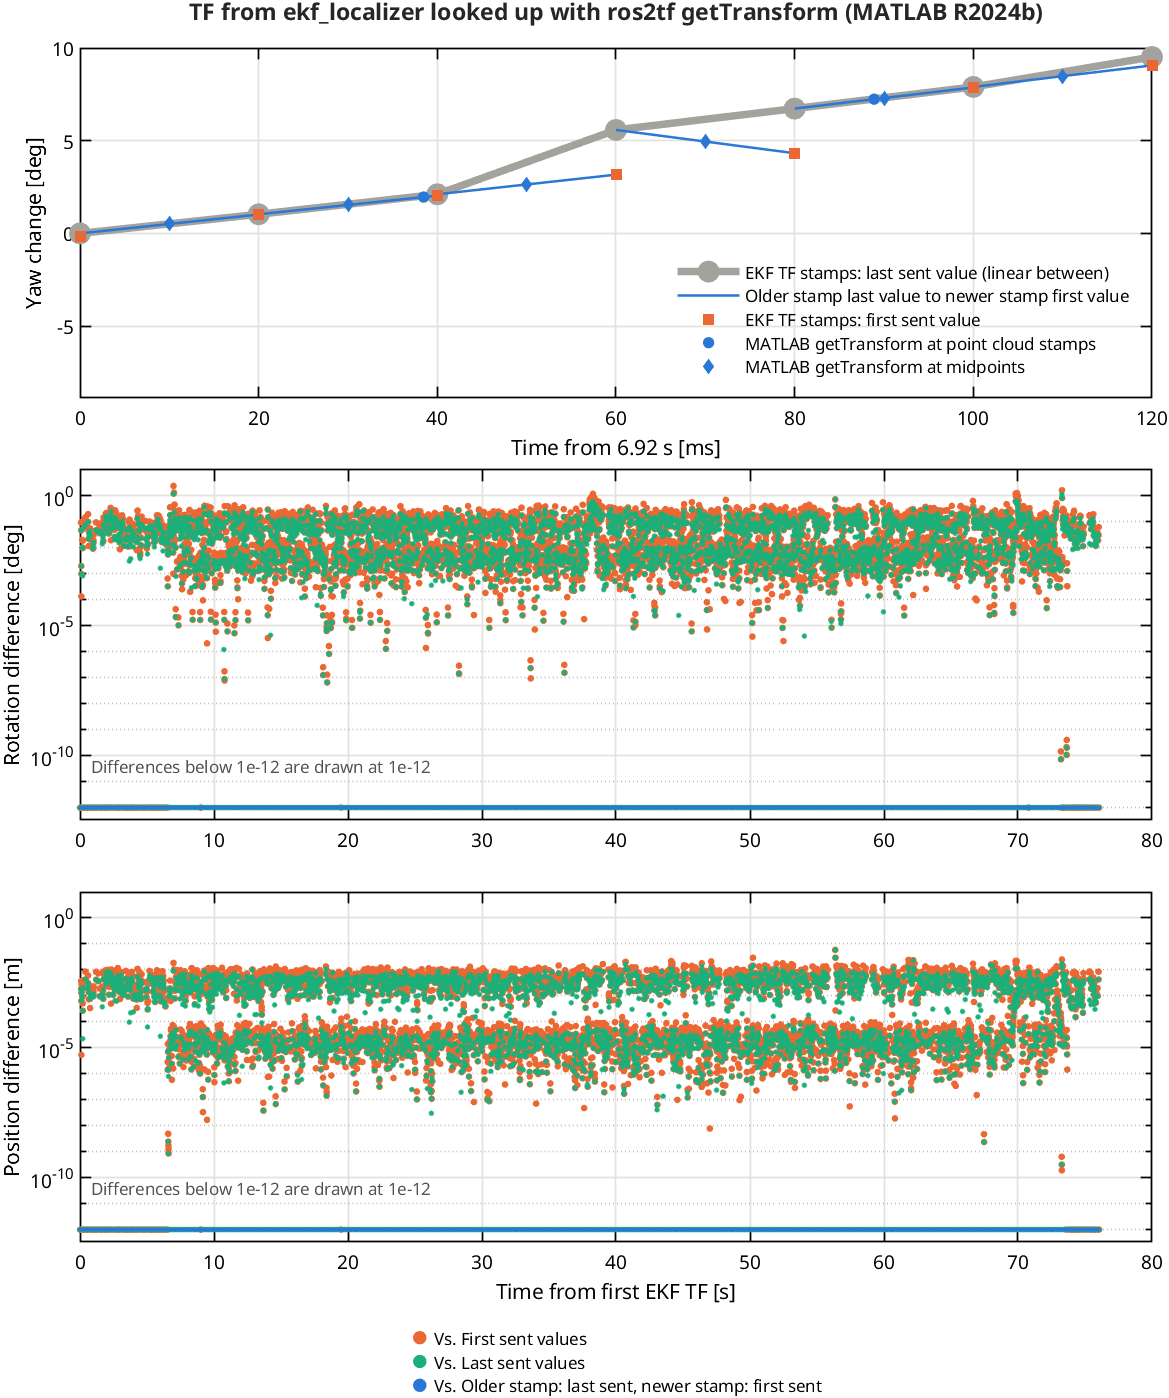 TF from ekf_localizer looked up with ros2tf getTransform (MATLAB R2024b)
10
5
0
-5
Yaw change [deg]
EKF TF stamps: last sent value (linear between)
Older stamp last value to newer stamp first value
EKF TF stamps: first sent value
MATLAB getTransform at point cloud stamps
MATLAB getTransform at midpoints
0 20 40 60 80 100 120
Time from 6.92 s [ms]
10^0
10^-5
10^-10
Rotation difference [deg]
Differences below 1e-12 are drawn at 1e-12
0 10 20 30 40 50 60 70 80
10^0
10^-5
10^-10
Position difference [m]
Differences below 1e-12 are drawn at 1e-12
0 10 20 30 40 50 60 70 80
Time from first EKF TF [s]
Vs. First sent values
Vs. Last sent values
Vs. Older stamp: last sent, newer stamp: first sent